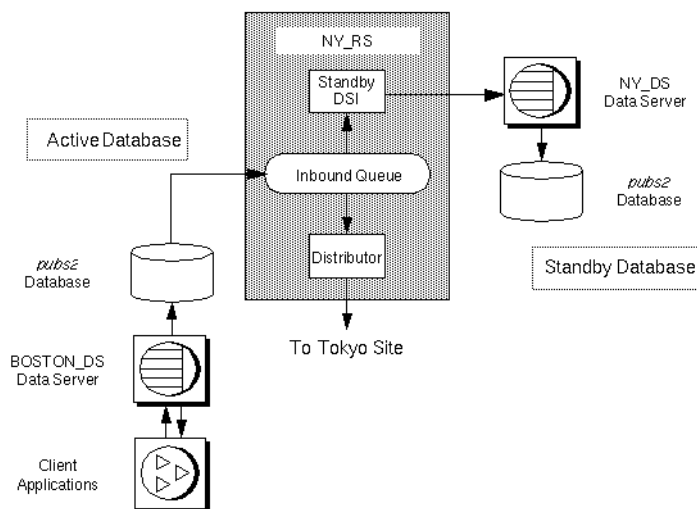 NY_RS
Standby
DSI
NY_DS
Data Server
Active Database
Inbound Queue
pubs2
Database
pubs2
Database
Distributor
Standby Database
To Tokyo Site
BOSTON_DS
Data Server
Client
Applications